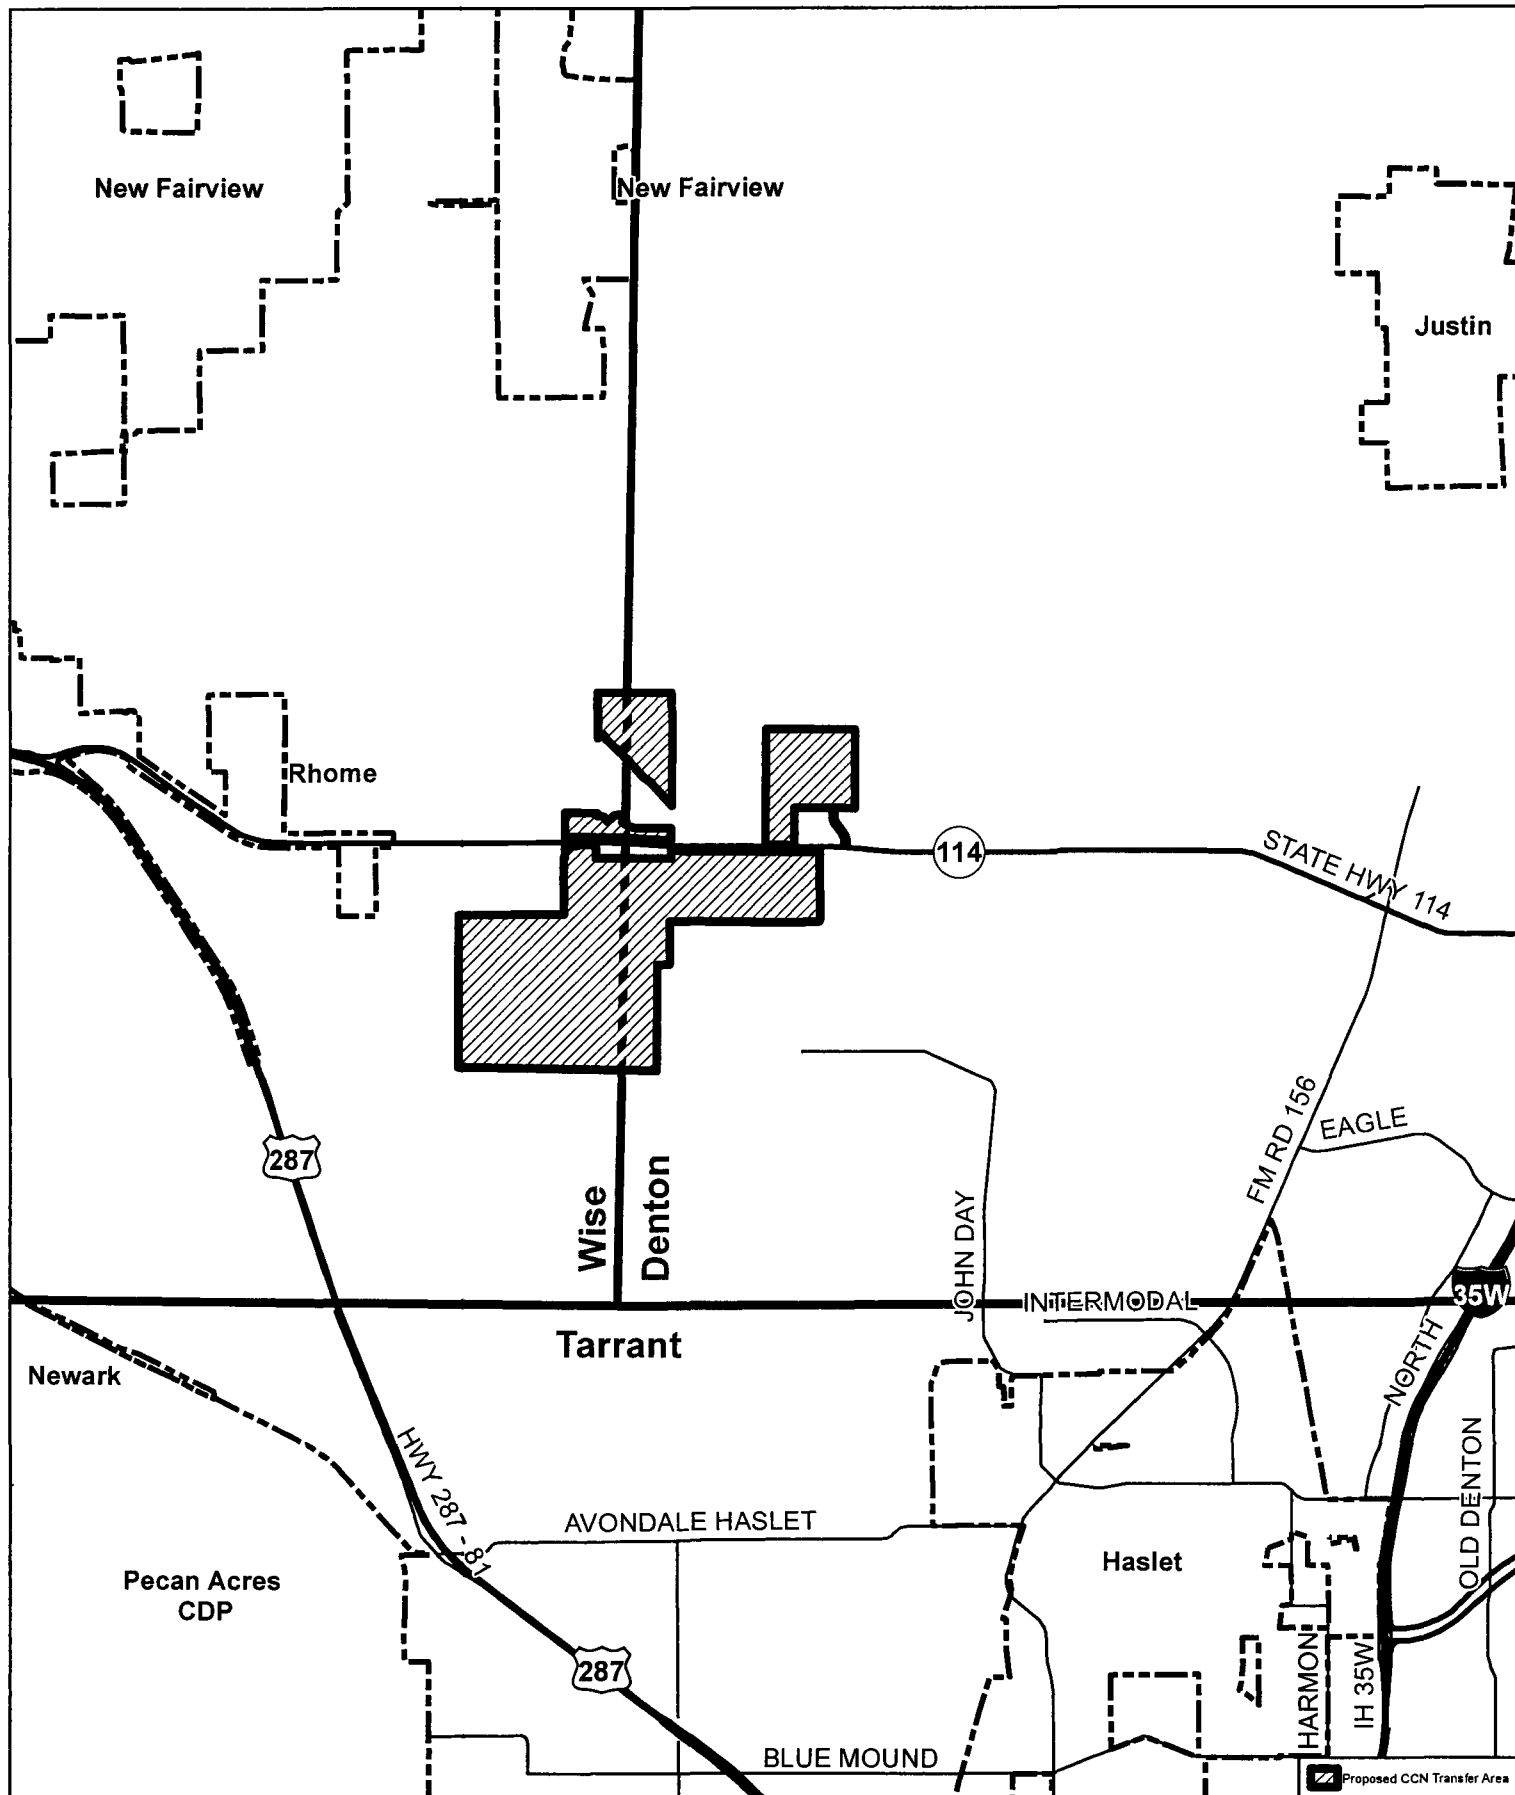 New Fairview
New Fairview
Justin
Rhome
114
STATE HWY 114
287
FM RD 156
EAGLE
Wise
Denton
JOHN DAY
INTERMODAL
35W
Tarrant
NORTH
Newark
HWY 287 - 81
AVONDALE HASLET
OLD DENTON
Haslet
Pecan Acres
CDP
287
HARMON
IH 35W
BLUE MOUND
Proposed CCN Transfer Area